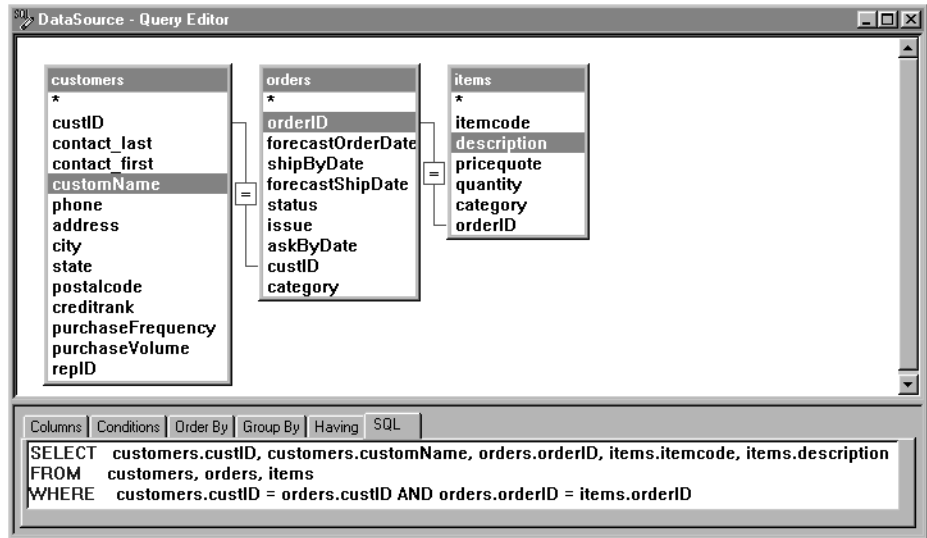 SQL DataSource - Query Editor
customers
*
custID
contact_last
contact_first
customName
phone
address
city
state
postalcode
creditrank
purchaseFrequency
purchaseVolume
repID
=
orders
*
orderID
forecastOrderDate
shipByDate
forecastShipDate
status
issue
askByDate
custID
category
=
items
*
itemcode
description
pricequote
quantity
category
orderID
Columns Conditions Order By Group By Having SQL
SELECT customers.custID, customers.customName, orders.orderID, items.itemcode, items.description
FROM customers, orders, items
WHERE customers.custID = orders.custID AND orders.orderID = items.orderID